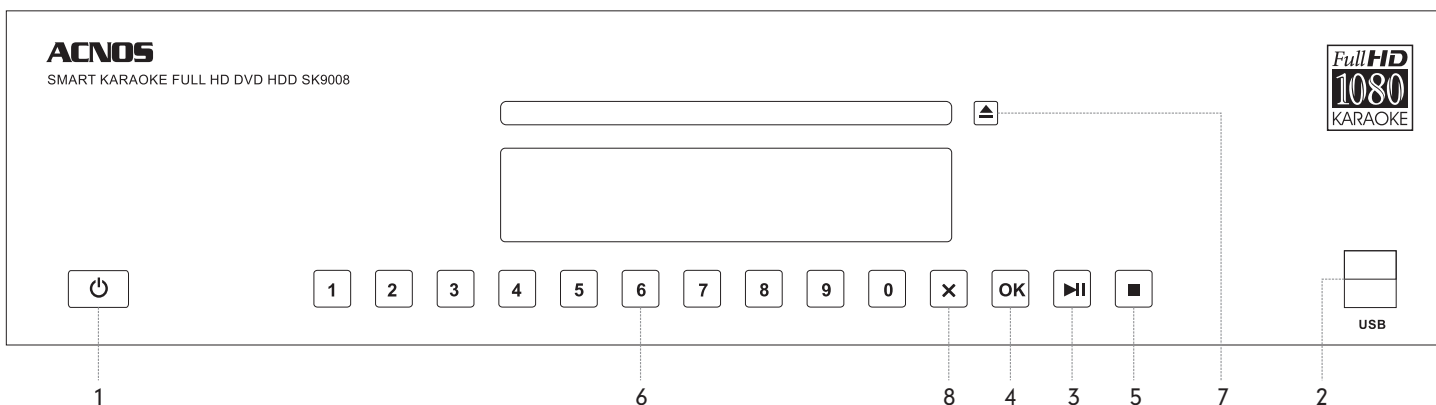 ACNOS
SMART KARAOKE FULL HD DVD HDD SK9008
Full HD
1080
KARAOKE
1 2 3 4 5 6 7 8 9 0 OK
USB
1 6 8 4 3 5 7 2